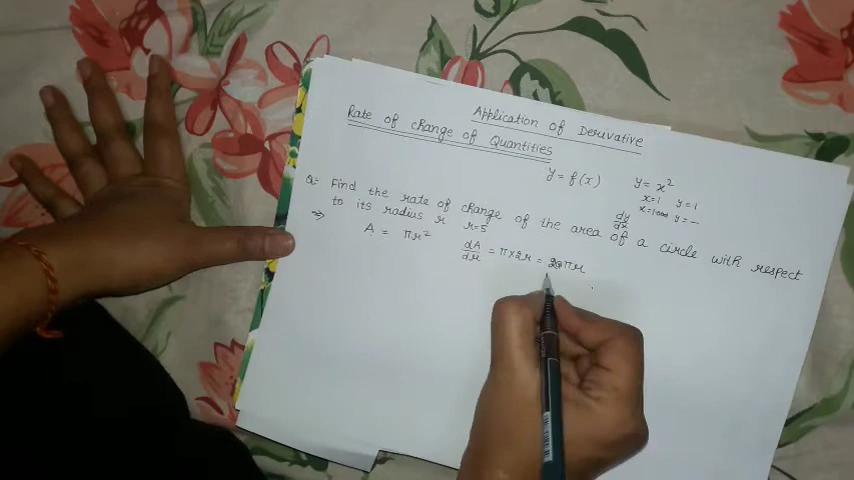 Application of Derivative
Rate of change of Quantities
y = f(x)
y = x²
x=1 y=1
x=1000 y= —
Q: Find the rate of change of the area of a circle with respect
to its radius r r=5
dy/dx
⇒ A = πr²
dA/dr = π×2r = 2πr